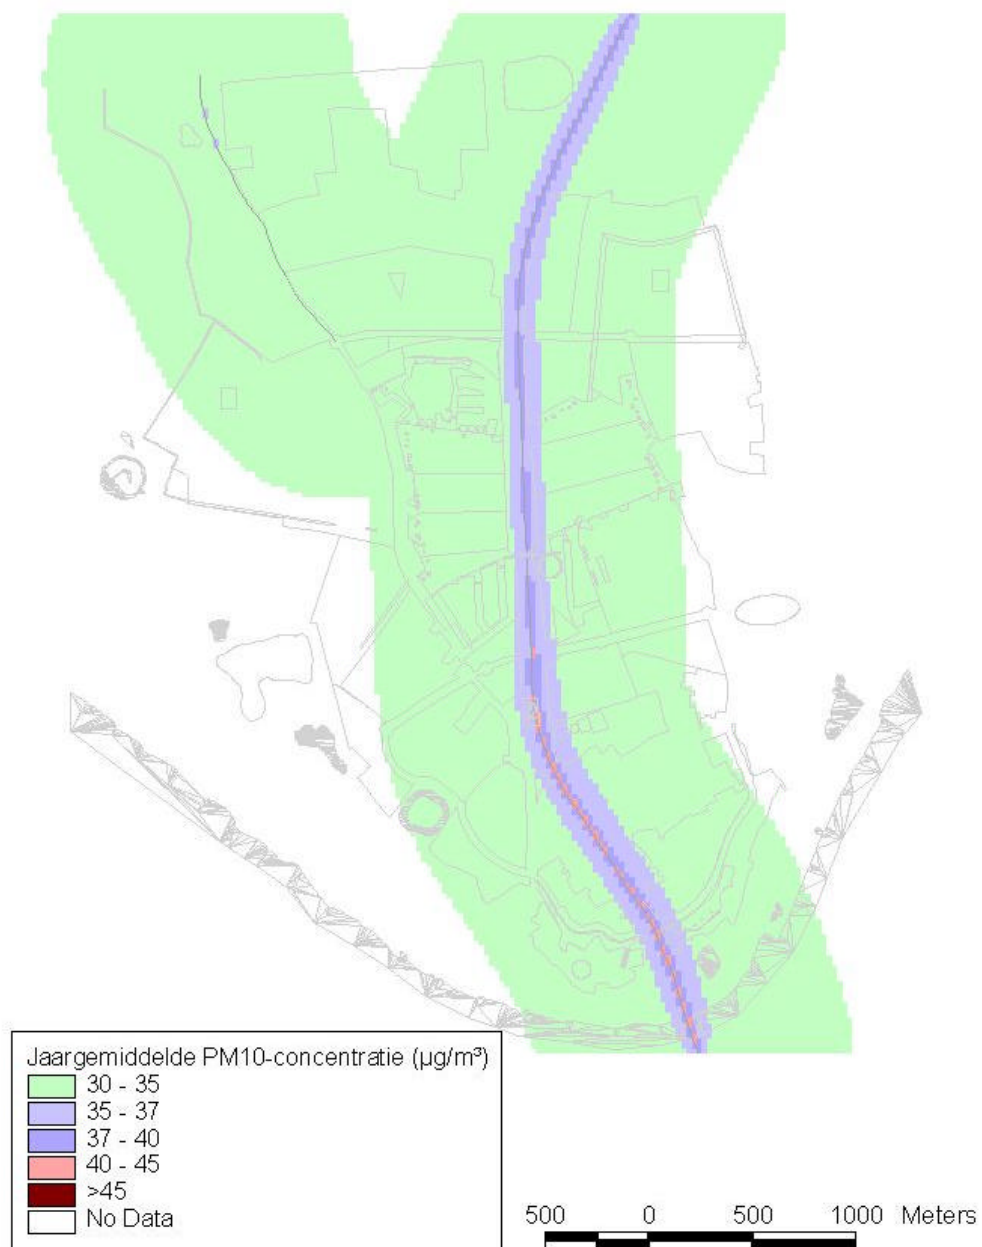 Jaargemiddelde PM10-concentratie (µg/m³)
30 - 35
35 - 37
37 - 40
40 - 45
>45
No Data
500 0 500 1000 Meters